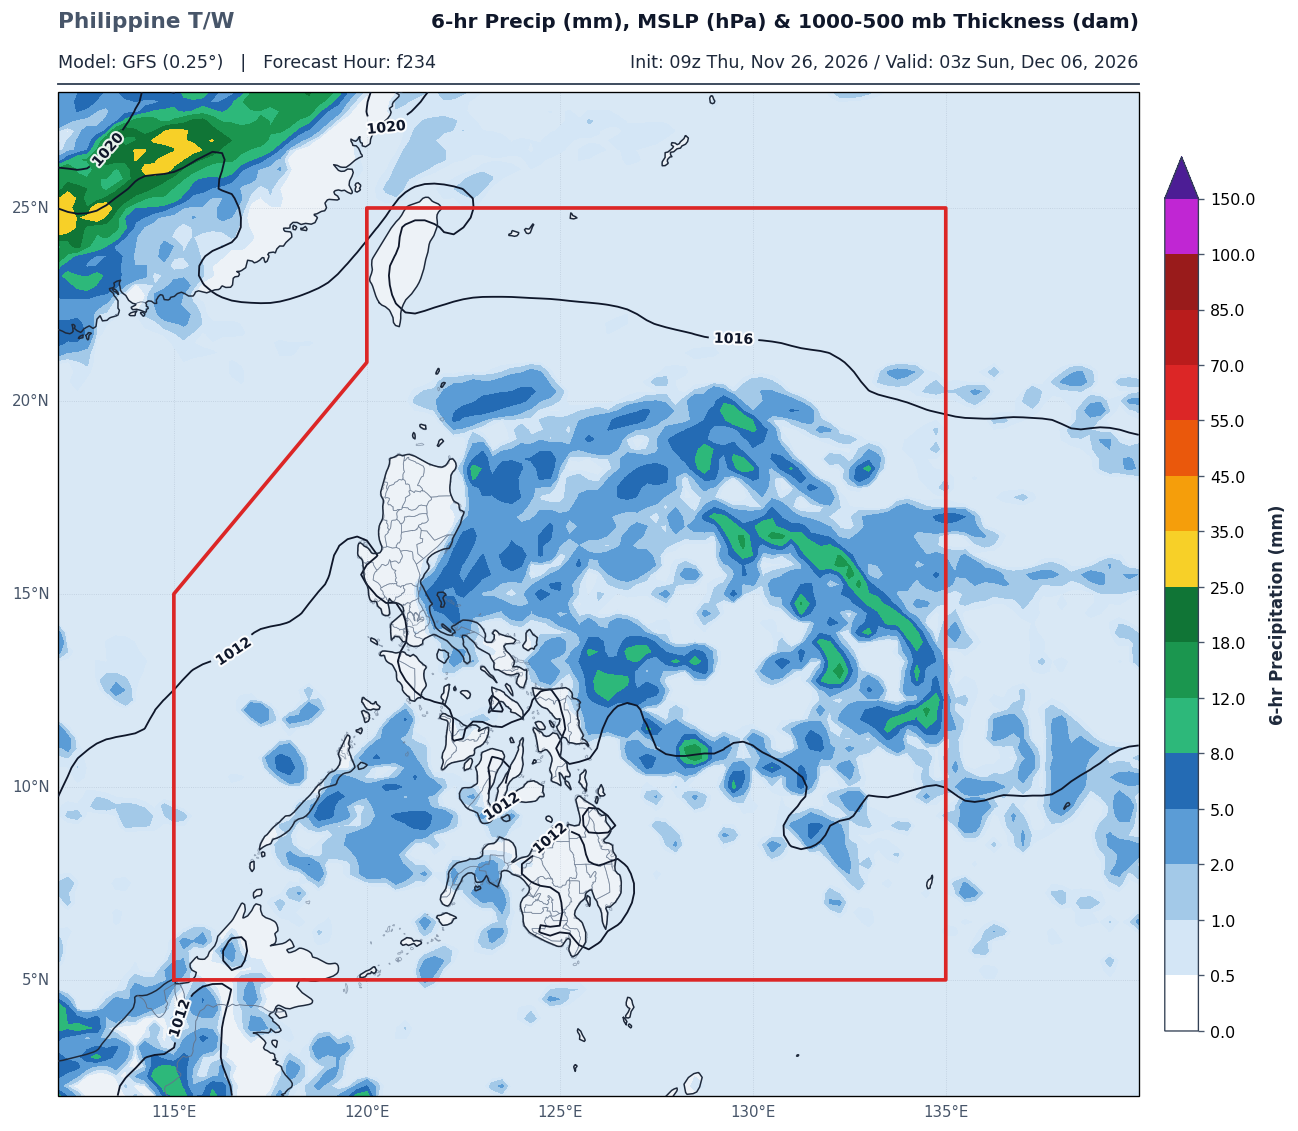 Philippine T/W
6-hr Precip (mm), MSLP (hPa) & 1000-500 mb Thickness (dam)
Model: GFS (0.25°) | Forecast Hour: f234
Init: 09z Thu, Nov 26, 2026 / Valid: 03z Sun, Dec 06, 2026
1020
1020
1016
1012
1012
1012
1012
25°N
20°N
15°N
10°N
5°N
115°E
120°E
125°E
130°E
135°E
150.0
100.0
85.0
70.0
55.0
45.0
35.0
25.0
18.0
12.0
8.0
5.0
2.0
1.0
0.5
0.0
6-hr Precipitation (mm)